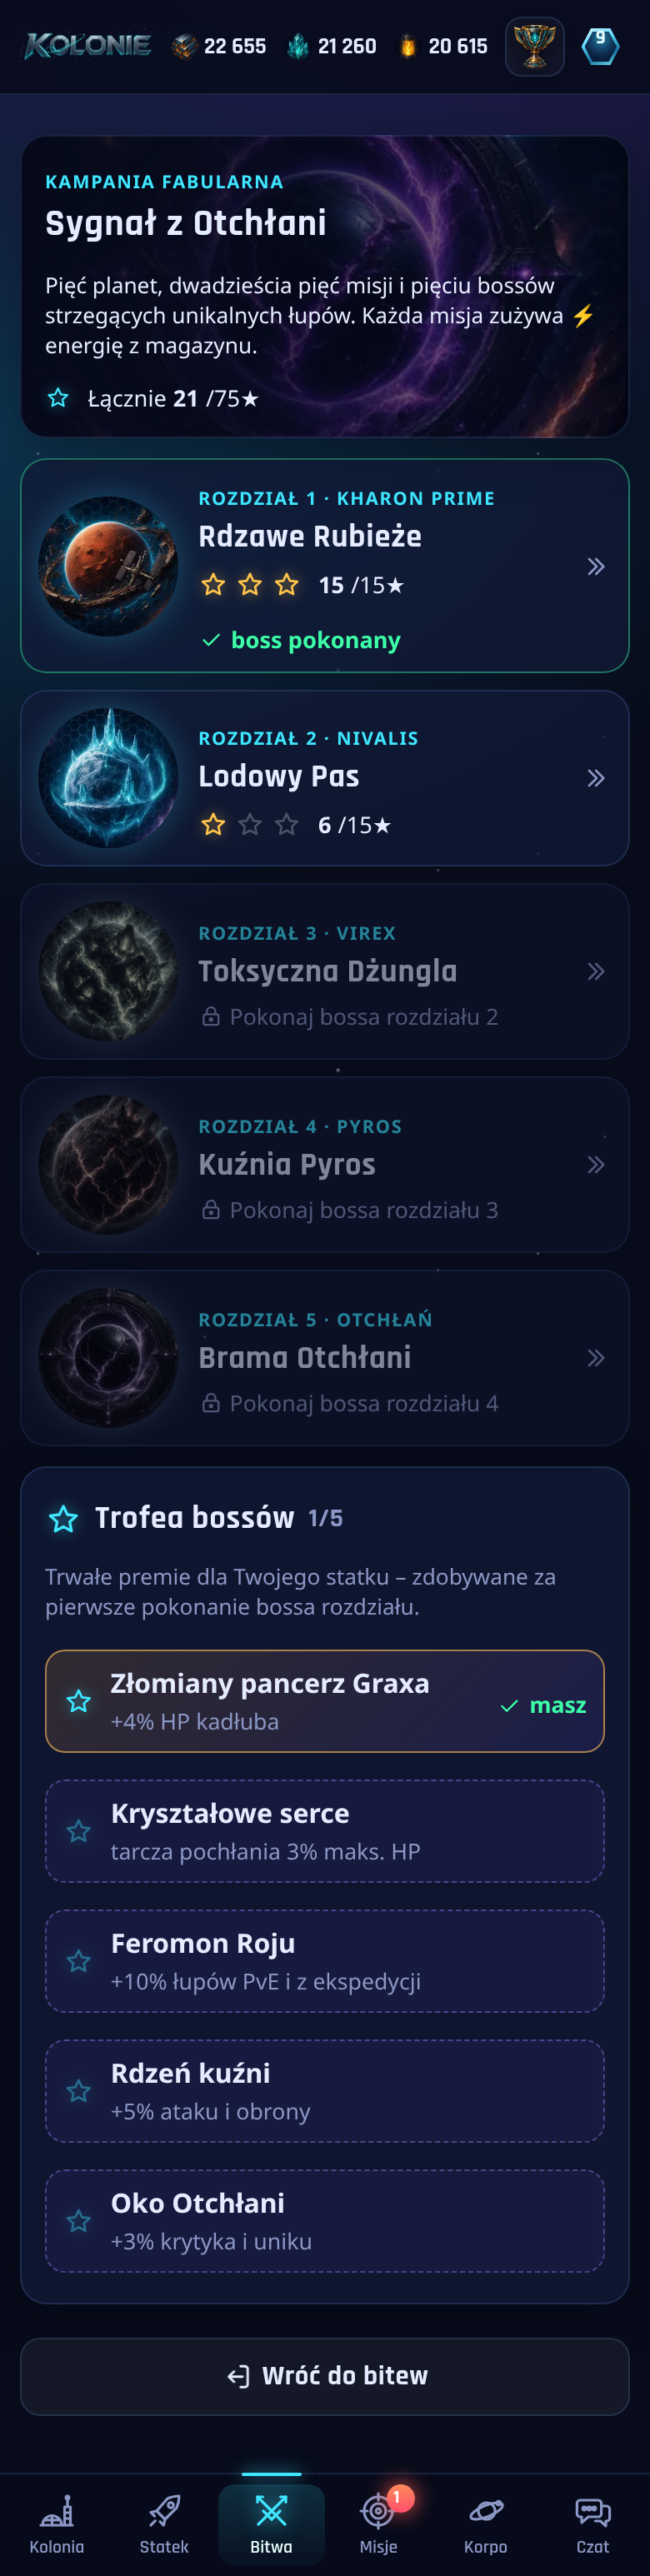 KOLONIE 22 655 21 260 20 615 9
KAMPANIA FABULARNA
Sygnał z Otchłani
Pięć planet, dwadzieścia pięć misji i pięciu bossów
strzegących unikalnych łupów. Każda misja zużywa ⚡
energię z magazynu.
Łącznie 21 /75★
ROZDZIAŁ 1 · KHARON PRIME
Rdzawe Rubieże
15 /15★
boss pokonany
ROZDZIAŁ 2 · NIVALIS
Lodowy Pas
6 /15★
ROZDZIAŁ 3 · VIREX
Toksyczna Dżungla
Pokonaj bossa rozdziału 2
ROZDZIAŁ 4 · PYROS
Kuźnia Pyros
Pokonaj bossa rozdziału 3
ROZDZIAŁ 5 · OTCHŁAŃ
Brama Otchłani
Pokonaj bossa rozdziału 4
Trofea bossów 1/5
Trwałe premie dla Twojego statku – zdobywane za
pierwsze pokonanie bossa rozdziału.
Złomiany pancerz Graxa
+4% HP kadłuba
masz
Kryształowe serce
tarcza pochłania 3% maks. HP
Feromon Roju
+10% łupów PvE i z ekspedycji
Rdzeń kuźni
+5% ataku i obrony
Oko Otchłani
+3% krytyka i uniku
Wróć do bitew
1
Kolonia Statek Bitwa Misje Korpo Czat